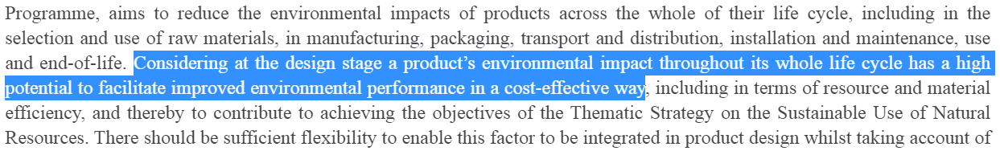 Programme, aims to reduce the environmental impacts of products across the whole of their life cycle, including in the
selection and use of raw materials, in manufacturing, packaging, transport and distribution, installation and maintenance, use
and end-of-life. Considering at the design stage a product’s environmental impact throughout its whole life cycle has a high
potential to facilitate improved environmental performance in a cost-effective way, including in terms of resource and material
efficiency, and thereby to contribute to achieving the objectives of the Thematic Strategy on the Sustainable Use of Natural
Resources. There should be sufficient flexibility to enable this factor to be integrated in product design whilst taking account of